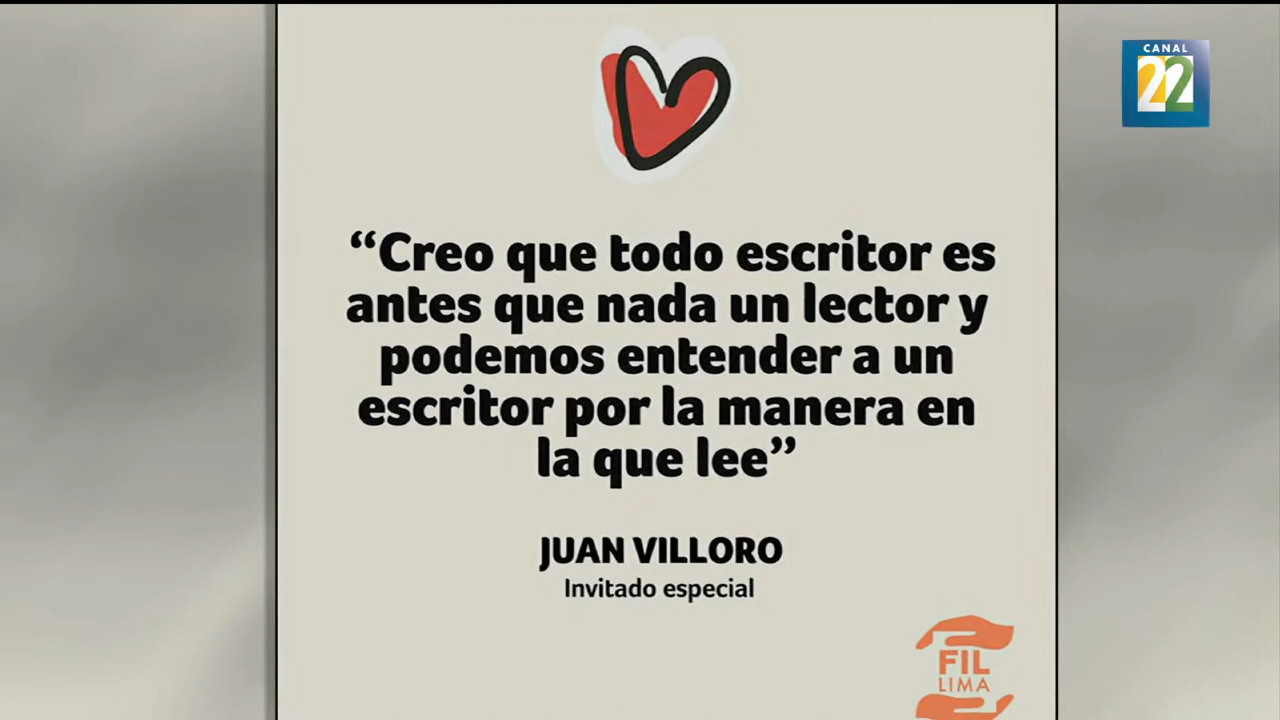 CANAL
22
“Creo que todo escritor es
antes que nada un lector y
podemos entender a un
escritor por la manera en
la que lee”
JUAN VILLORO
Invitado especial
FIL
LIMA